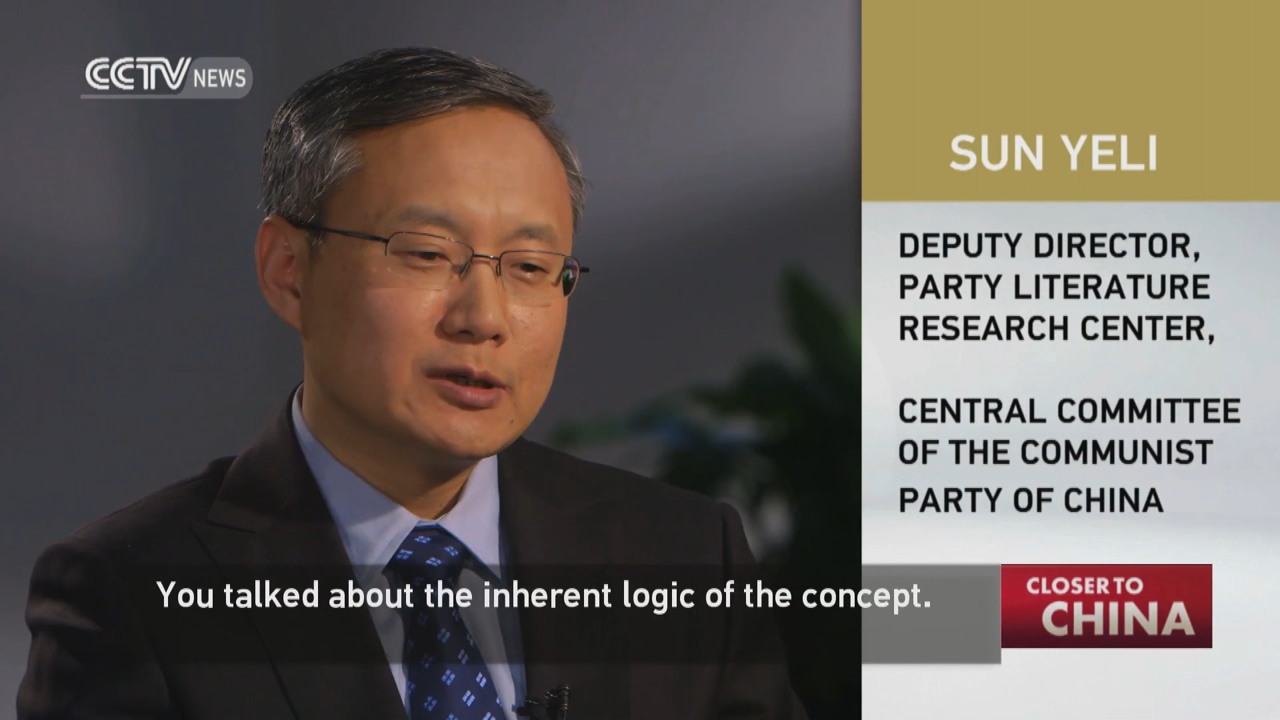 CCTV NEWS
SUN YELI
DEPUTY DIRECTOR,
PARTY LITERATURE
RESEARCH CENTER,
CENTRAL COMMITTEE
OF THE COMMUNIST
PARTY OF CHINA
You talked about the inherent logic of the concept.
CLOSER TO
CHINA